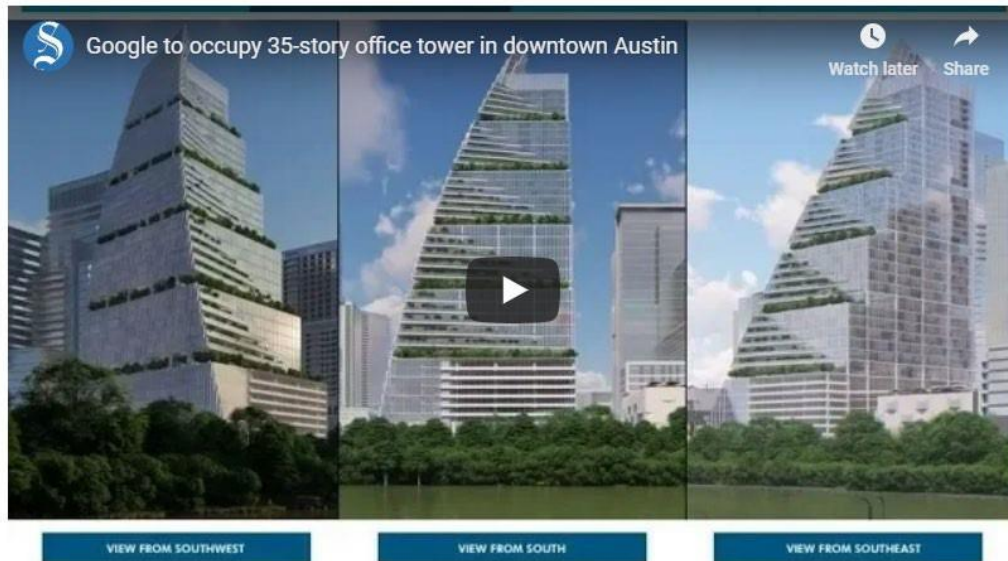 S
Google to occupy 35-story office tower in downtown Austin
Watch later
Share
VIEW FROM SOUTHWEST
VIEW FROM SOUTH
VIEW FROM SOUTHEAST